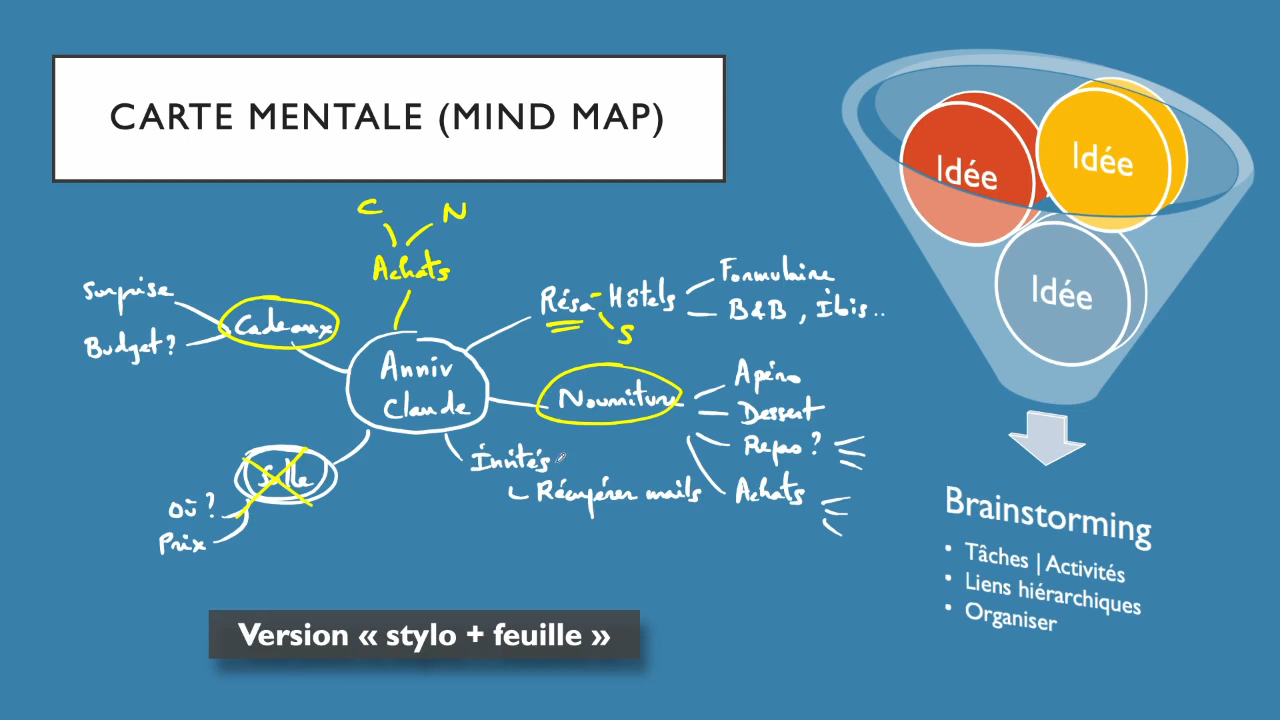 CARTE MENTALE (MIND MAP)
C
N
Achats
Surprise
Cadeaux
Budget ?
Anniv
Claude
Résa - Hôtels
S
Formulaire
B&B , Ibis ..
Nourriture
Apéro
Dessert
Repas ?
Achats
Invités
Récupérer mails
Salle
Où ?
Prix
Version « stylo + feuille »
Idée
Idée
Idée
Brainstorming
• Tâches | Activités
• Liens hiérarchiques
• Organiser